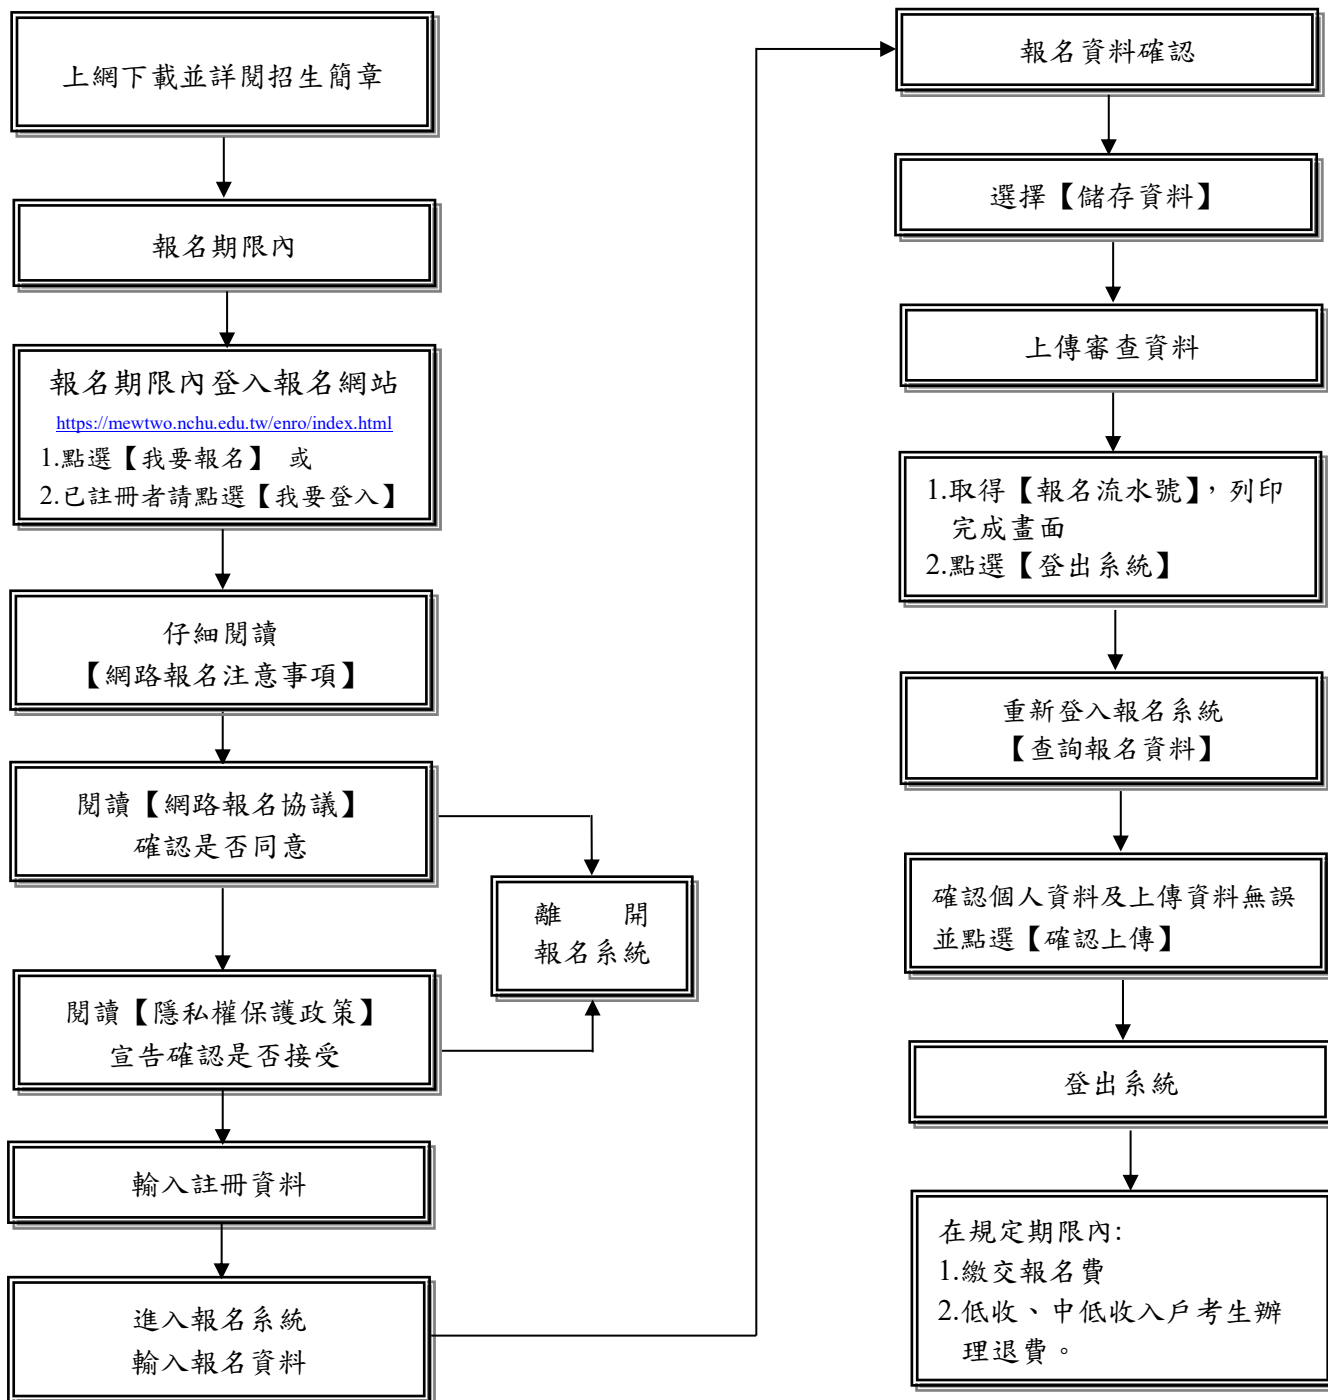 上網下載並詳閱招生簡章
報名期限內
報名期限內登入報名網站
https://mewtwo.nchu.edu.tw/enro/index.html
1.點選【我要報名】 或
2.已註冊者請點選【我要登入】
仔細閱讀
【網路報名注意事項】
閱讀【網路報名協議】
確認是否同意
離 開
報名系統
閱讀【隱私權保護政策】
宣告確認是否接受
輸入註冊資料
進入報名系統
輸入報名資料
報名資料確認
選擇【儲存資料】
上傳審查資料
1.取得【報名流水號】，列印
完成畫面
2.點選【登出系統】
重新登入報名系統
【查詢報名資料】
確認個人資料及上傳資料無誤
並點選【確認上傳】
登出系統
在規定期限內:
1.繳交報名費
2.低收、中低收入戶考生辦
理退費。